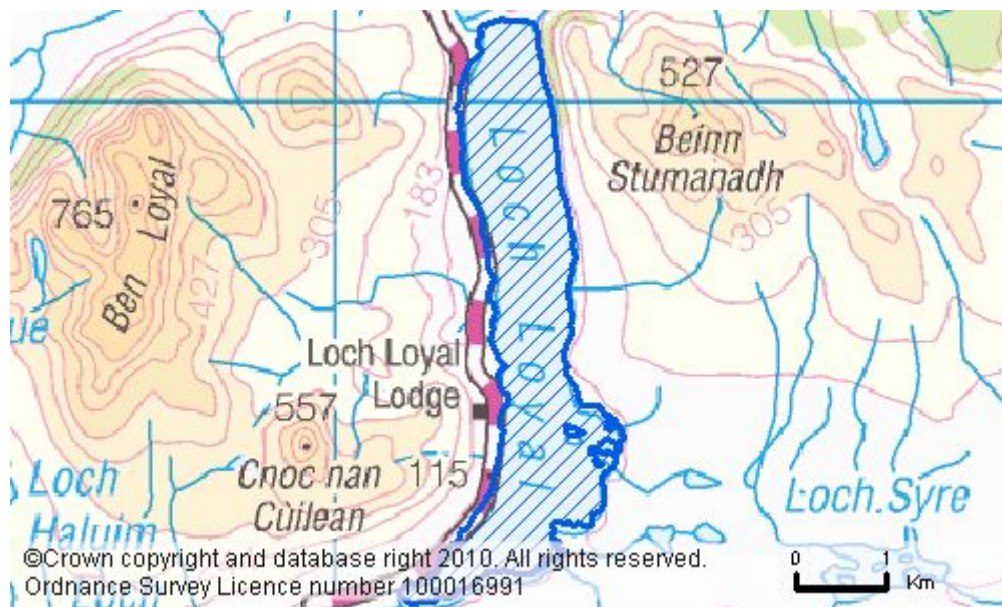 527
Beinn
Stumanadh
765
Ben Loyal
427
305
183
305
Loch Loyal
Loch Loyal
Lodge
557
Cnoc nan
Cùilean
115
Loch
Haluim
Loch Syre
©Crown copyright and database right 2010. All rights reserved.
Ordnance Survey Licence number 100016991
0 1
Km